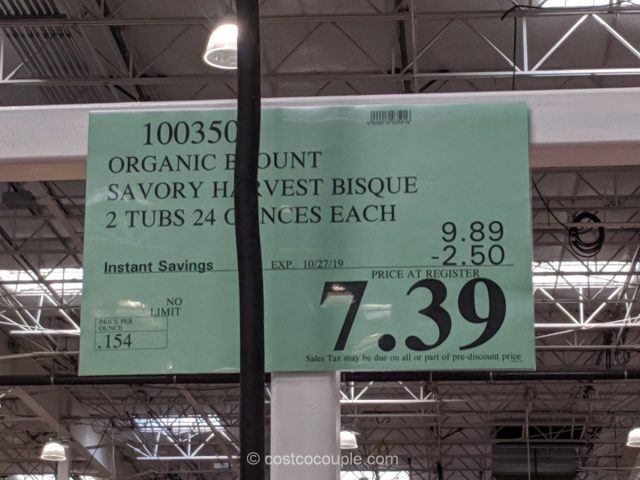 100350
ORGANIC B OUNT
SAVORY HARVEST BISQUE
2 TUBS 24 OUNCES EACH
9.89
-2.50
Instant Savings EXP. 10/27/19
PRICE AT REGISTER
7.39
NO
LIMIT
PRICE PER
OUNCE
.154
Sales Tax may be due on all or part of pre-discount price
© costcocouple.com